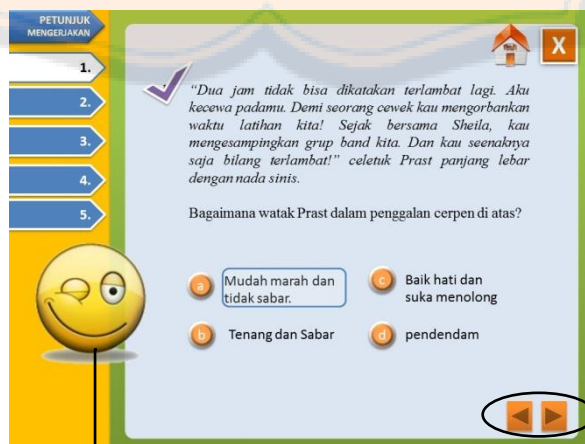 PETUNJUK
MENGERJAKAN
1.
2.
3.
4.
5.
X
"Dua jam tidak bisa dikatakan terlambat lagi. Aku
kecewa padamu. Demi seorang cewek kau mengorbankan
waktu latihan kita! Sejak bersama Sheila, kau
mengesampingkan grup band kita. Dan kau seenaknya
saja bilang terlambat!" celetuk Prast panjang lebar
dengan nada sinis.
Bagaimana watak Prast dalam penggalan cerpen di atas?
a Mudah marah dan
tidak sabar.
b Tenang dan Sabar
c Baik hati dan
suka menolong
d pendendam